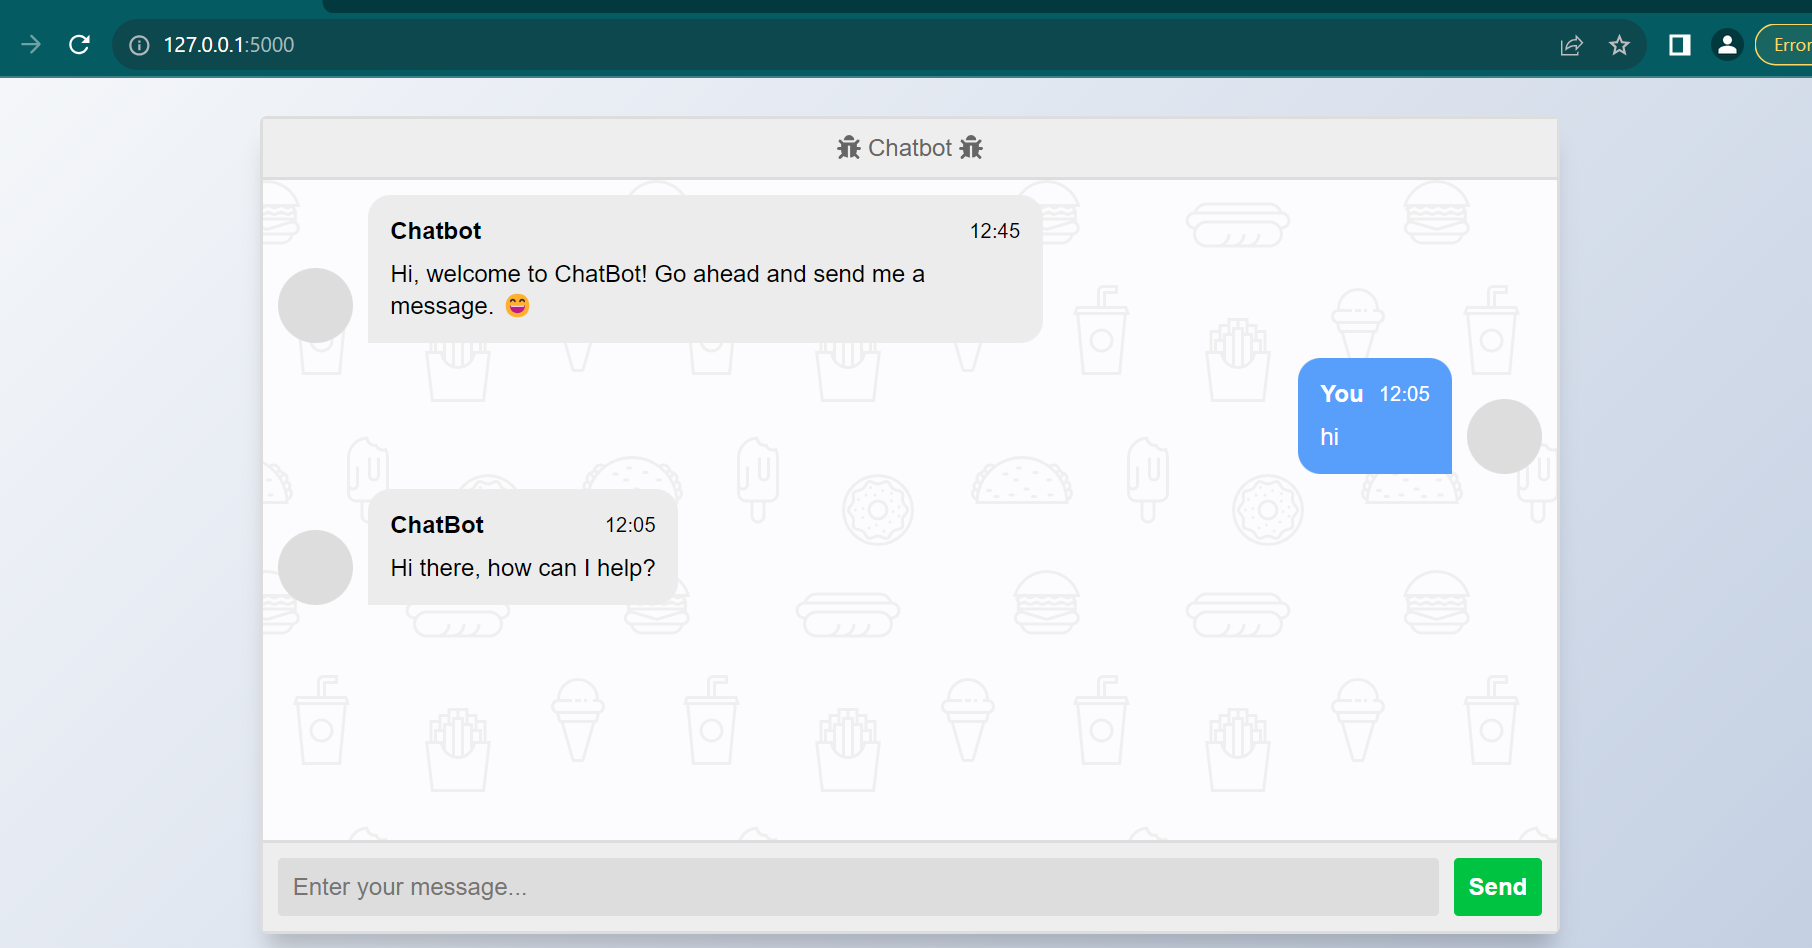 127.0.0.1:5000
Error
Chatbot
Chatbot 12:45
Hi, welcome to ChatBot! Go ahead and send me a
message. 😄
You 12:05
hi
ChatBot 12:05
Hi there, how can I help?
Enter your message...
Send